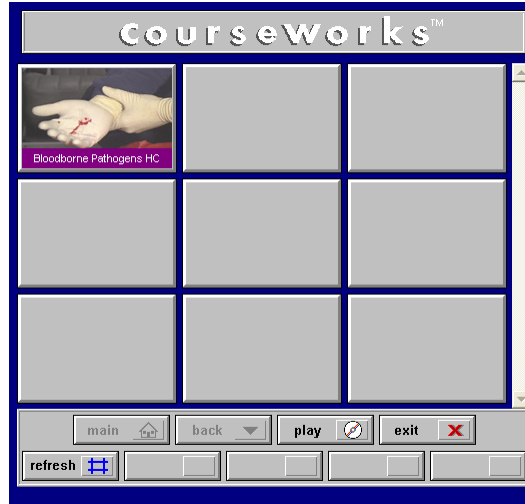 courseworks™
Bloodborne Pathogens HC
main back play exit
refresh